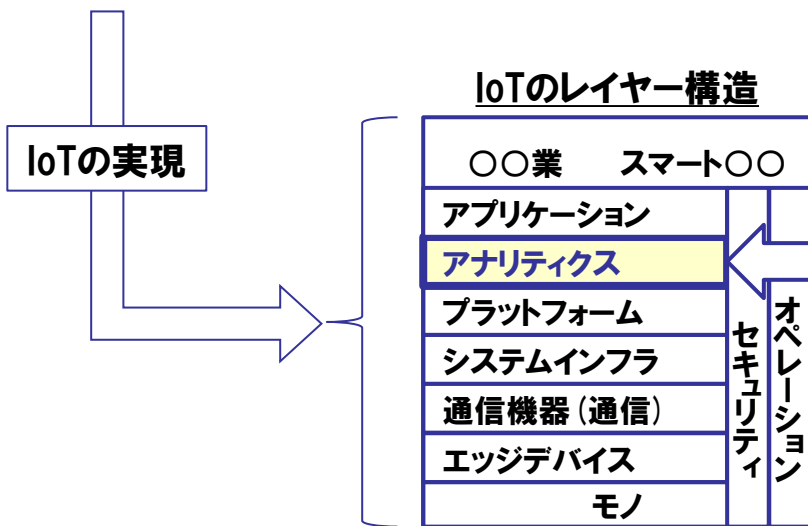 IoTのレイヤー構造
IoTの実現
○○業 スマート○○
アプリケーション
アナリティクス
プラットフォーム
システムインフラ
通信機器(通信)
エッジデバイス
モノ
セキュリティ
オペレーション